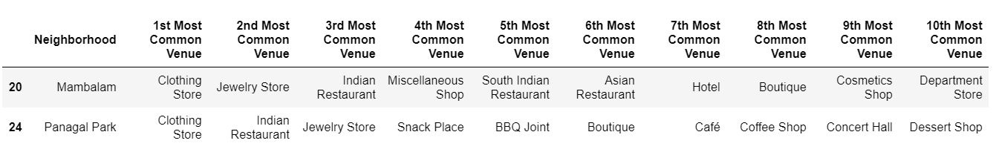 Neighborhood 1st Most Common Venue 2nd Most Common Venue 3rd Most Common Venue 4th Most Common Venue 5th Most Common Venue 6th Most Common Venue 7th Most Common Venue 8th Most Common Venue 9th Most Common Venue 10th Most Common Venue
20 Mambalam Clothing Store Jewelry Store Indian Restaurant Miscellaneous Shop South Indian Restaurant Asian Restaurant Hotel Boutique Cosmetics Shop Department Store
24 Panagal Park Clothing Store Indian Restaurant Jewelry Store Snack Place BBQ Joint Boutique Café Coffee Shop Concert Hall Dessert Shop